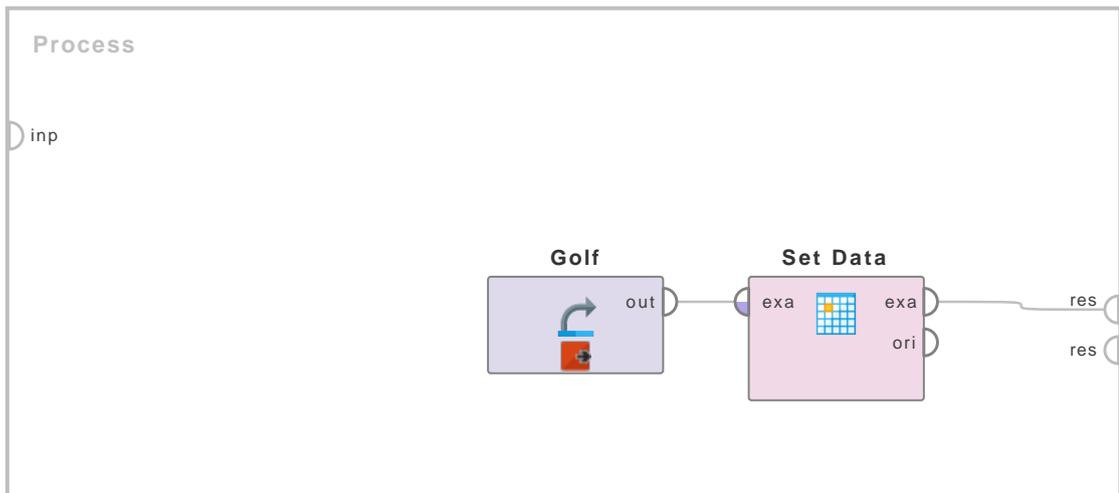 Process
inp
Golf
out
Set Data
exa
exa
ori
res
res